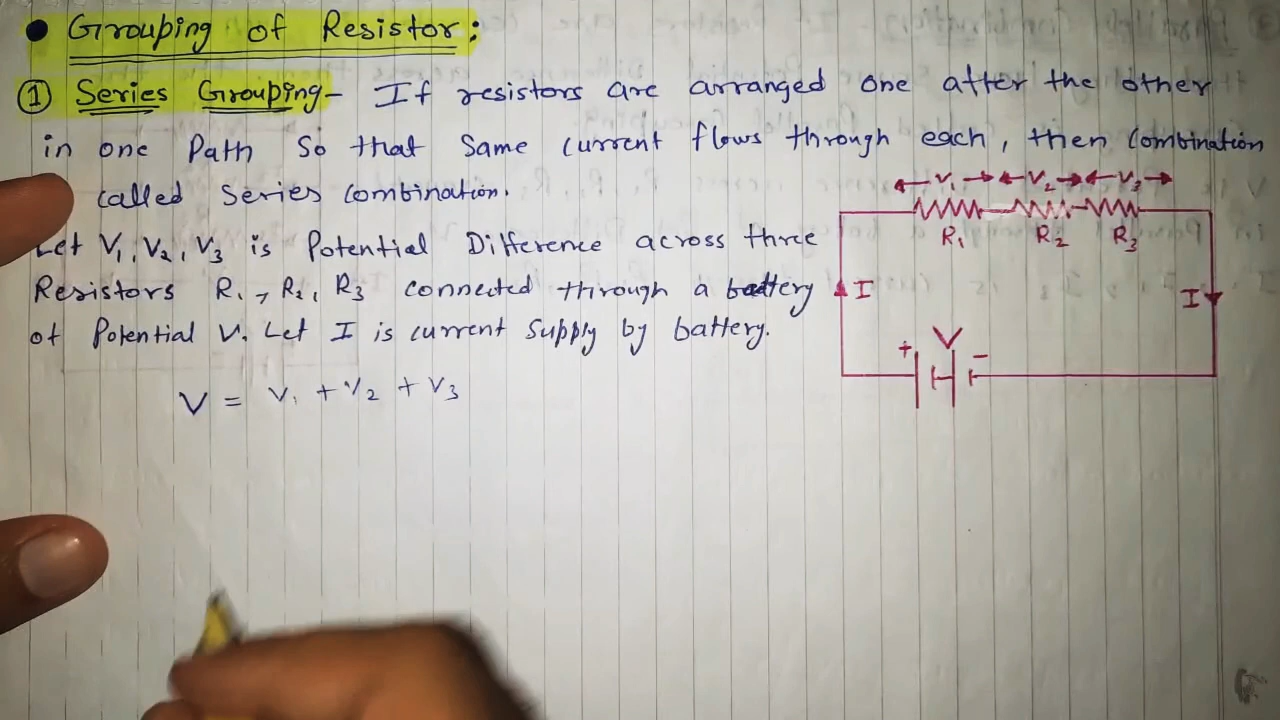 • Grouping of Resistor:
① Series Grouping - If resistors are arranged one after the other
in one Path So that Same current flows through each, then Combination
called Series Combination.
Let V₁, V₂, V₃ is Potential Difference across three
Resistors R₁, R₂, R₃ connected through a battery
of Potential V. Let I is current Supply by battery.
V = V₁ + V₂ + V₃
V₁ V₂ V₃
R₁ R₂ R₃
I I
V
+ -